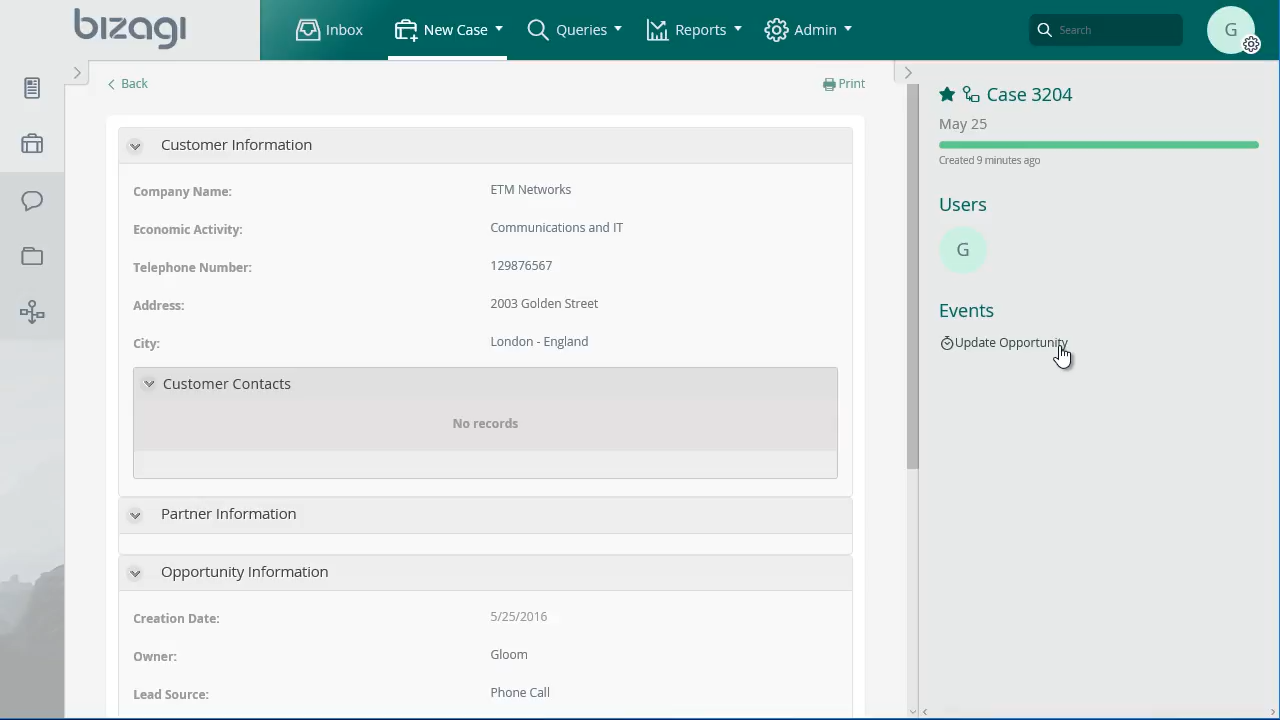 bizagi
Inbox
New Case
Queries
Reports
Admin
Search
G
Back
Print
Customer Information
Company Name: ETM Networks
Economic Activity: Communications and IT
Telephone Number: 129876567
Address: 2003 Golden Street
City: London - England
Customer Contacts
No records
Partner Information
Opportunity Information
Creation Date: 5/25/2016
Owner: Gloom
Lead Source: Phone Call
Case 3204
May 25
Created 9 minutes ago
Users
G
Events
Update Opportunity